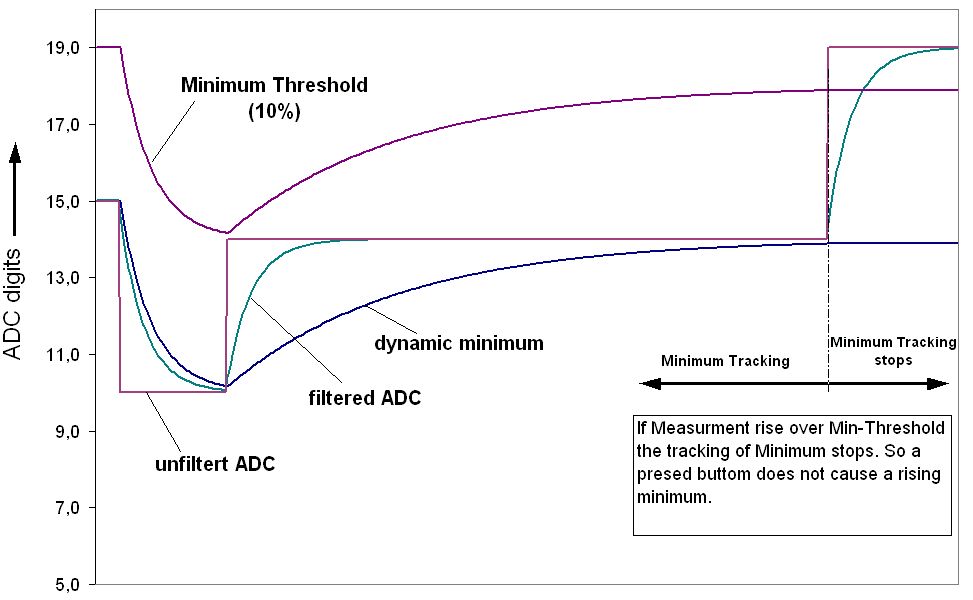 19,0
Minimum Threshold
(10%)
17,0
15,0
13,0
ADC digits
dynamic minimum
Minimum Tracking
Minimum Tracking
stops
11,0
filtered ADC
9,0
If Measurment rise over Min-Threshold
the tracking of Minimum stops. So a
presed buttom does not cause a rising
minimum.
unfiltert ADC
7,0
5,0